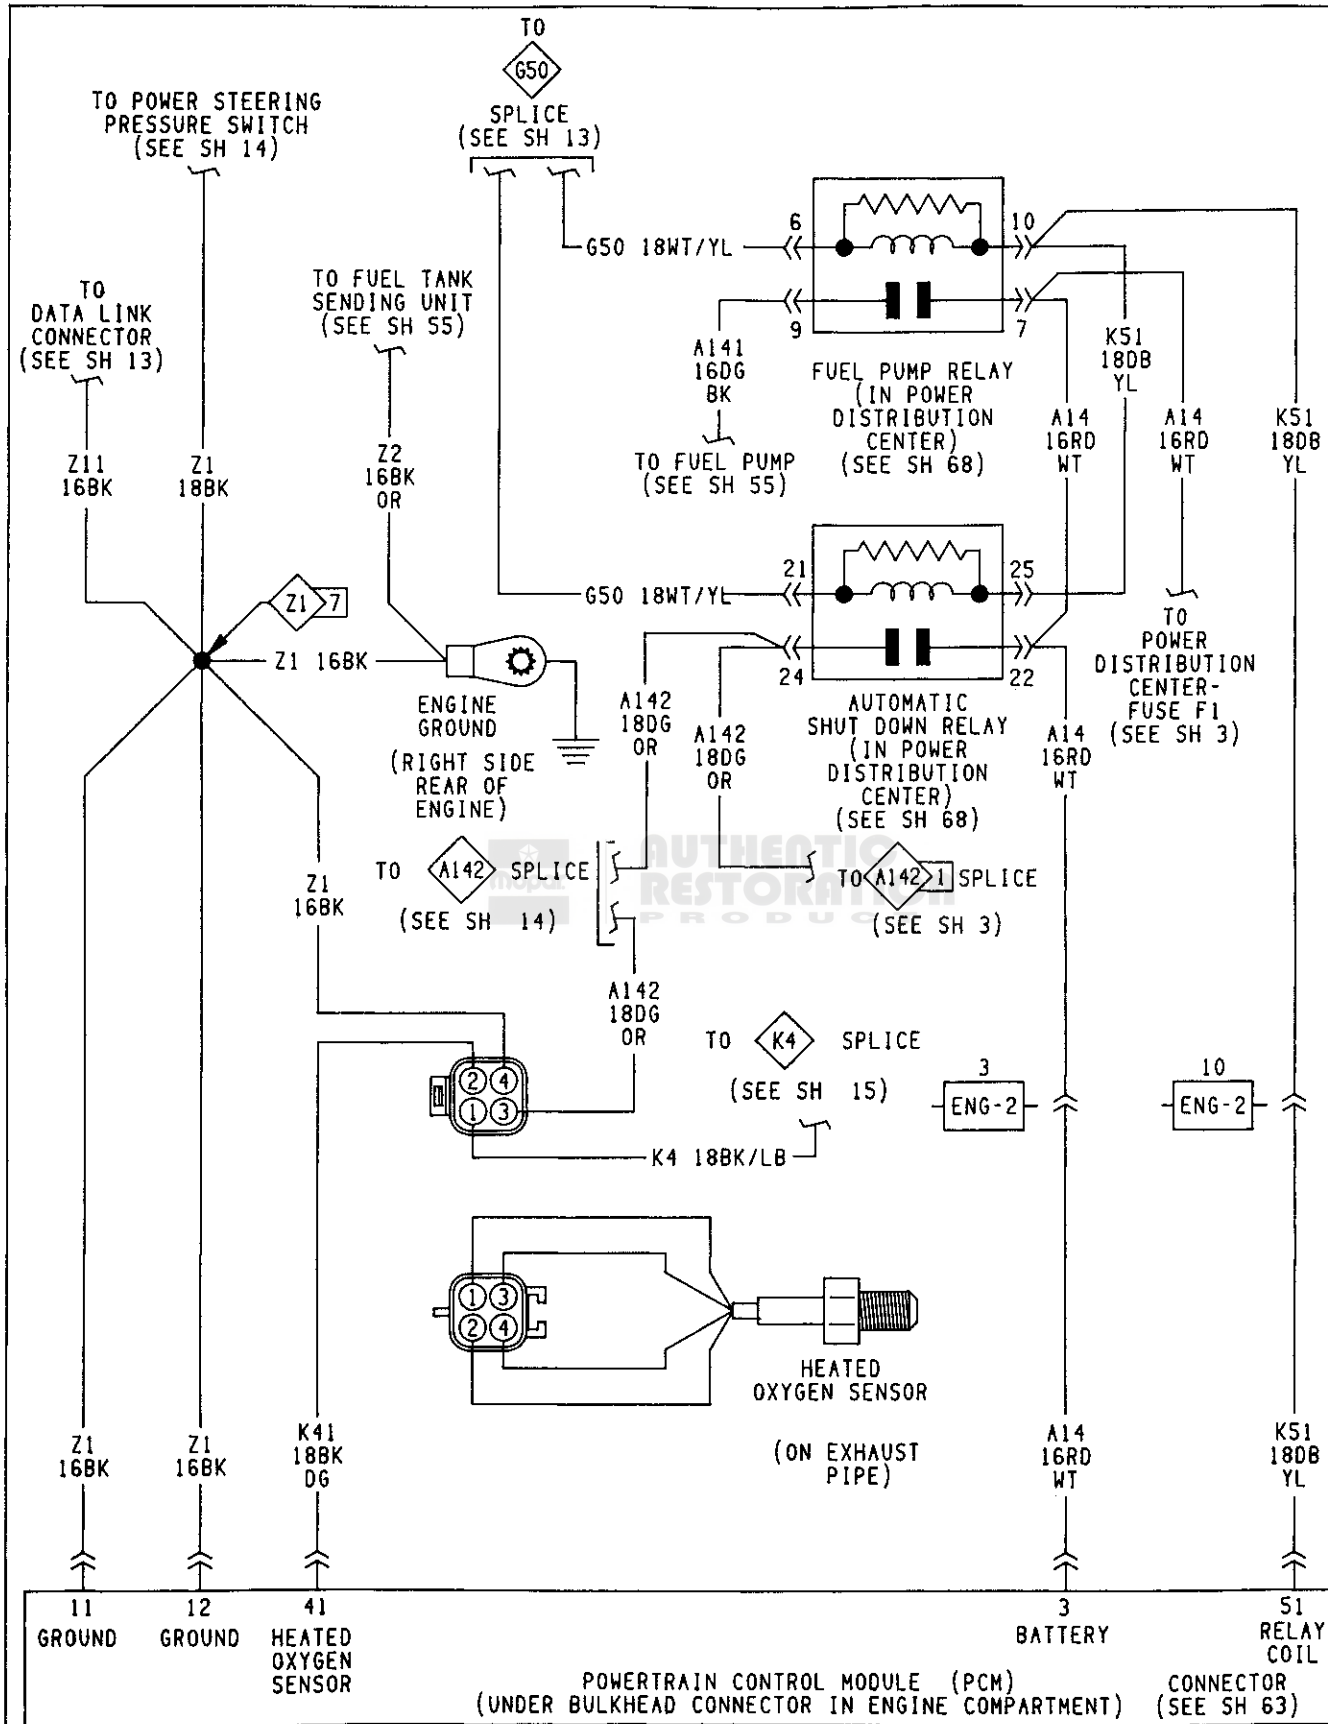 TO
G50
SPLICE
(SEE SH 13)
TO POWER STEERING
PRESSURE SWITCH
(SEE SH 14)
6
10
G50 18WT/YL
9
7
TO
DATA LINK
CONNECTOR
(SEE SH 13)
TO FUEL TANK
SENDING UNIT
(SEE SH 55)
A141
16DG
BK
FUEL PUMP RELAY
(IN POWER
DISTRIBUTION
CENTER)
(SEE SH 68)
K51
18DB
YL
A14
16RD
WT
A14
16RD
WT
K51
18DB
YL
TO FUEL PUMP
(SEE SH 55)
Z11
16BK
Z1
18BK
Z2
16BK
OR
21
25
G50 18WT/YL
24
22
Z1 7
Z1 16BK
ENGINE
GROUND
(RIGHT SIDE
REAR OF
ENGINE)
A142
18DG
OR
A142
18DG
OR
AUTOMATIC
SHUT DOWN RELAY
(IN POWER
DISTRIBUTION
CENTER)
(SEE SH 68)
A14
16RD
WT
TO
POWER
DISTRIBUTION
CENTER-
FUSE F1
(SEE SH 3)
mopar
AUTHENTIC
RESTORATION
PRODUC
TO A142 SPLICE
(SEE SH 14)
TO A142 1 SPLICE
(SEE SH 3)
Z1
16BK
A142
18DG
OR
TO K4 SPLICE
(SEE SH 15)
2 4
1 3
K4 18BK/LB
3
ENG-2
10
ENG-2
1 3
2 4
HEATED
OXYGEN SENSOR
(ON EXHAUST
PIPE)
Z1
16BK
Z1
16BK
K41
18BK
DG
A14
16RD
WT
K51
18DB
YL
11
GROUND
12
GROUND
41
HEATED
OXYGEN
SENSOR
3
BATTERY
51
RELAY
COIL
POWERTRAIN CONTROL MODULE (PCM)
(UNDER BULKHEAD CONNECTOR IN ENGINE COMPARTMENT)
CONNECTOR
(SEE SH 63)